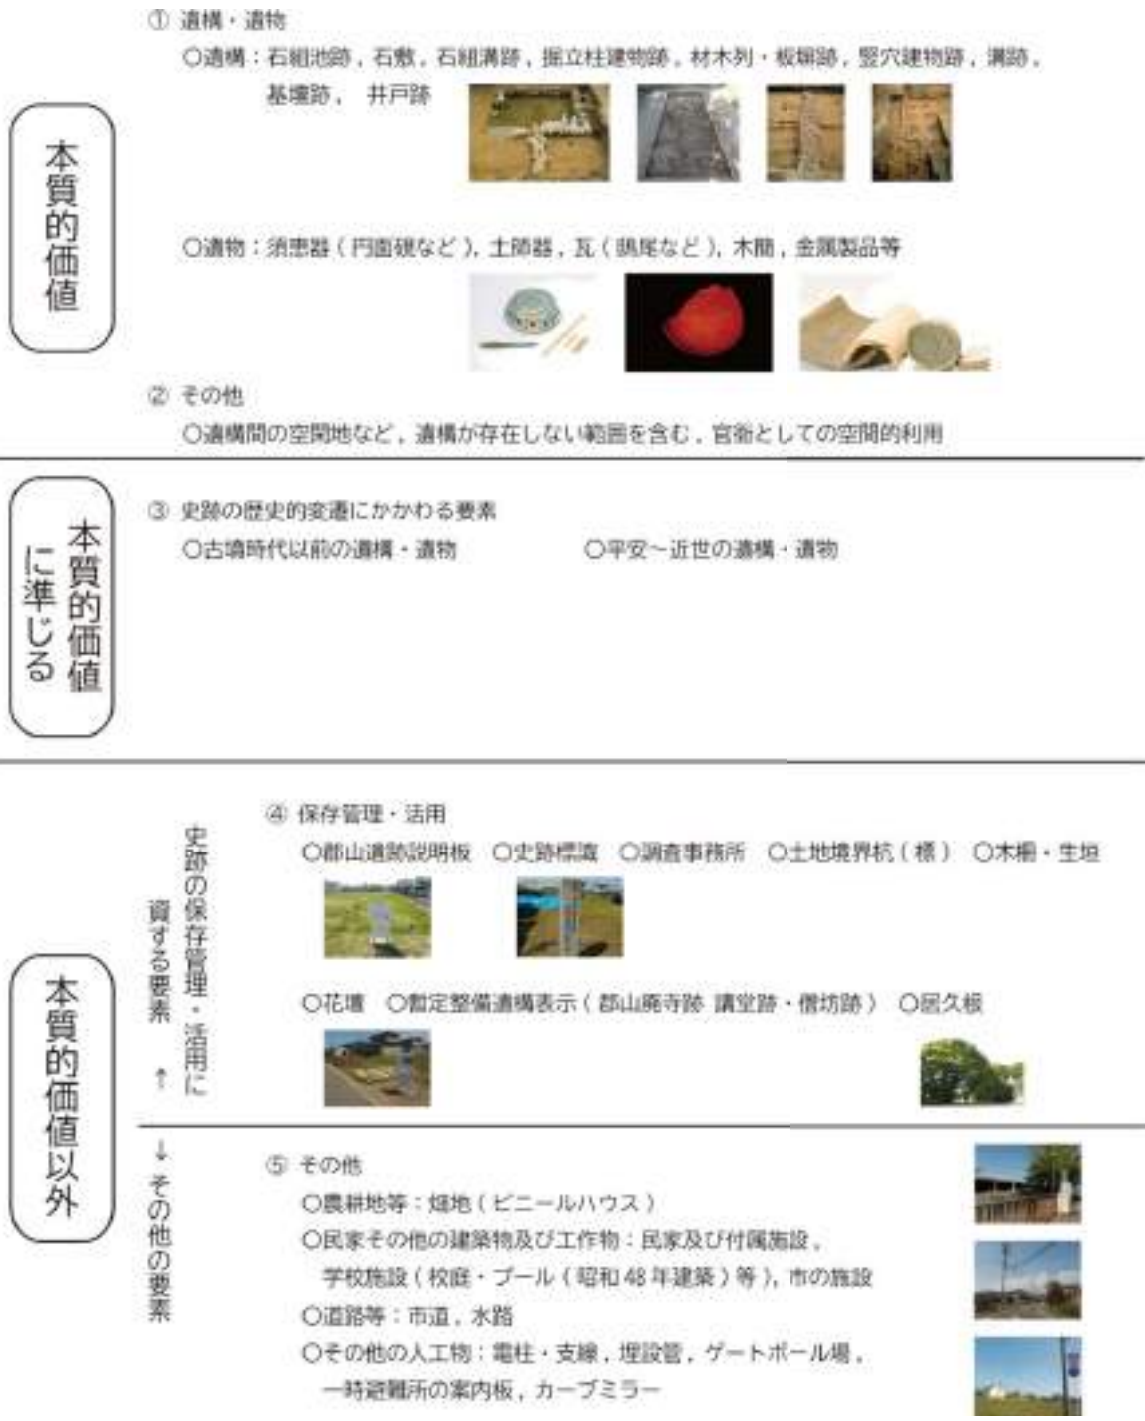 ① 遺構・遺物
○遺構：石組池跡，石敷，石組溝跡，掘立柱建物跡，材木列・板塀跡，竪穴建物跡，溝跡，
基壇跡，　井戸跡
本質的価値
○遺物：須恵器（円面硯など），土師器，瓦（鴟尾など），木簡，金属製品等
② その他
○遺構間の空閑地など，遺構が存在しない範囲を含む，官衙としての空間的利用
本質的価値
に準じる
③ 史跡の歴史的変遷にかかわる要素
○古墳時代以前の遺構・遺物　○平安～近世の遺構・遺物
本質的価値以外
史跡の保存管理・活用に
資する要素　↑
④ 保存管理・活用
○郡山遺跡説明板　○史跡標識　○調査事務所　○土地境界杭（標）　○木柵・生垣
○花壇　○暫定整備遺構表示（郡山廃寺跡 講堂跡・僧坊跡）　○居久根
↓ その他の要素
⑤ その他
○農耕地等：畑地（ビニールハウス）
○民家その他の建築物及び工作物：民家及び付属施設，
学校施設（校庭・プール（昭和48年建築）等），市の施設
○道路等：市道，水路
○その他の人工物：電柱・支線，埋設管，ゲートボール場，
一時避難所の案内板，カーブミラー